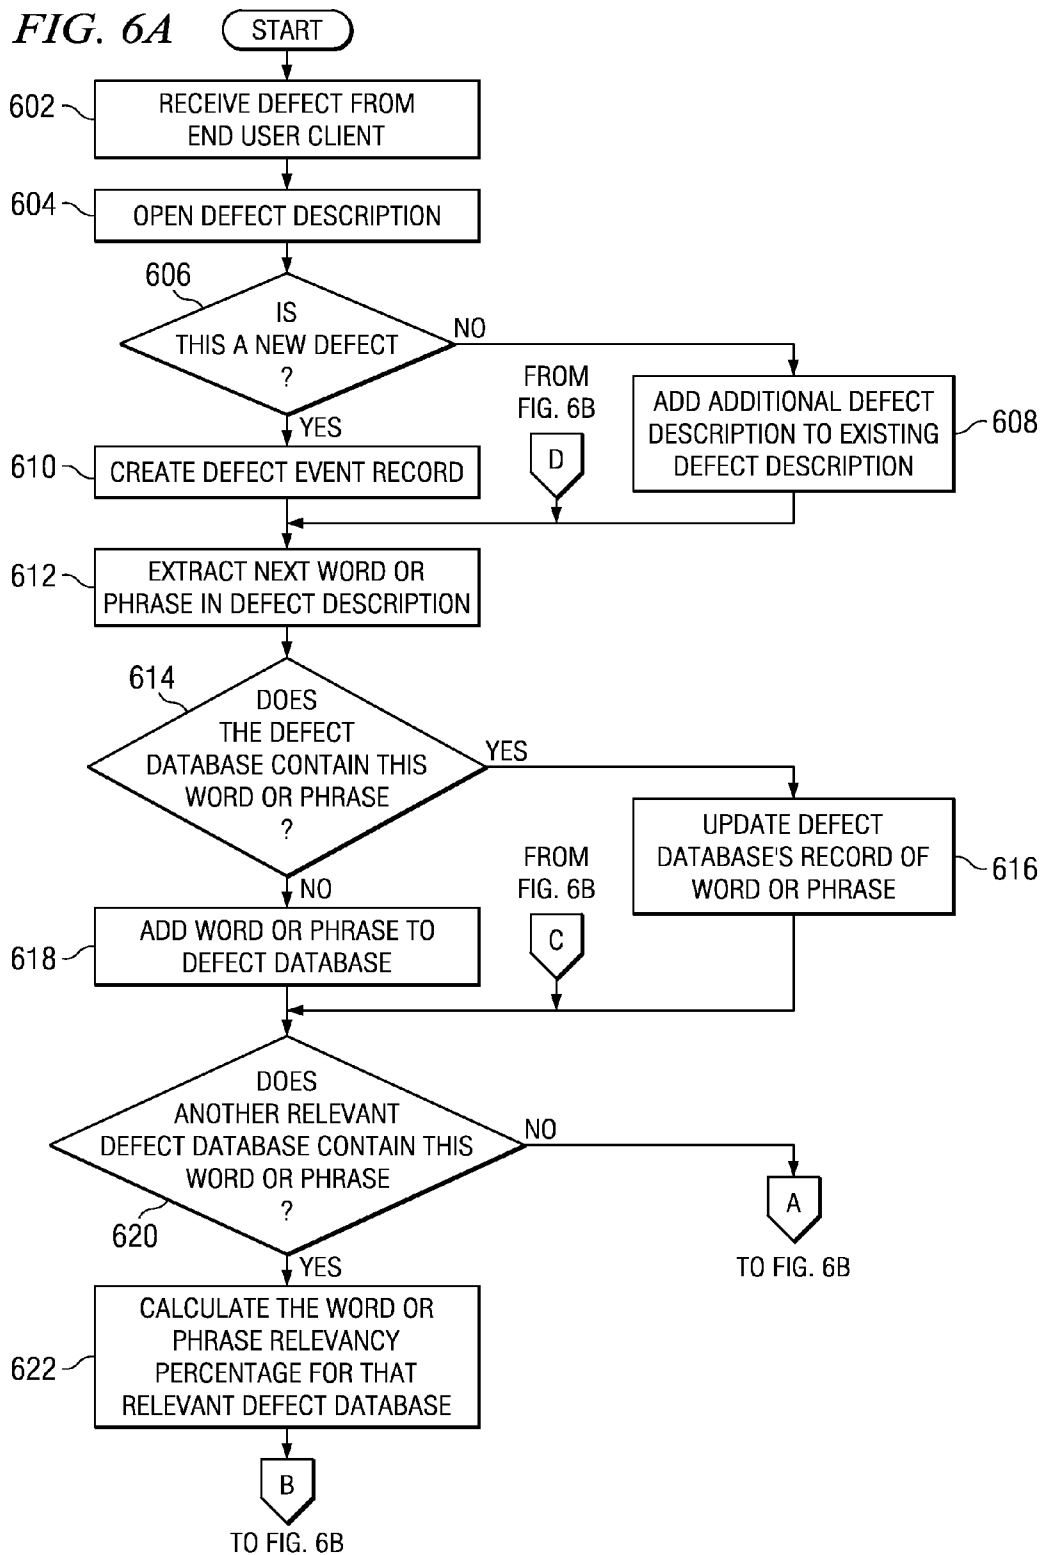 FIG. 6A
START
602
RECEIVE DEFECT FROM
END USER CLIENT
604
OPEN DEFECT DESCRIPTION
606
IS
THIS A NEW DEFECT
?
NO
YES
FROM
FIG. 6B
D
ADD ADDITIONAL DEFECT
DESCRIPTION TO EXISTING
DEFECT DESCRIPTION
608
610
CREATE DEFECT EVENT RECORD
612
EXTRACT NEXT WORD OR
PHRASE IN DEFECT DESCRIPTION
614
DOES
THE DEFECT
DATABASE CONTAIN THIS
WORD OR PHRASE
?
YES
NO
FROM
FIG. 6B
C
UPDATE DEFECT
DATABASE'S RECORD OF
WORD OR PHRASE
616
618
ADD WORD OR PHRASE TO
DEFECT DATABASE
DOES
ANOTHER RELEVANT
DEFECT DATABASE CONTAIN THIS
WORD OR PHRASE
?
620
NO
A
TO FIG. 6B
YES
622
CALCULATE THE WORD OR
PHRASE RELEVANCY
PERCENTAGE FOR THAT
RELEVANT DEFECT DATABASE
B
TO FIG. 6B